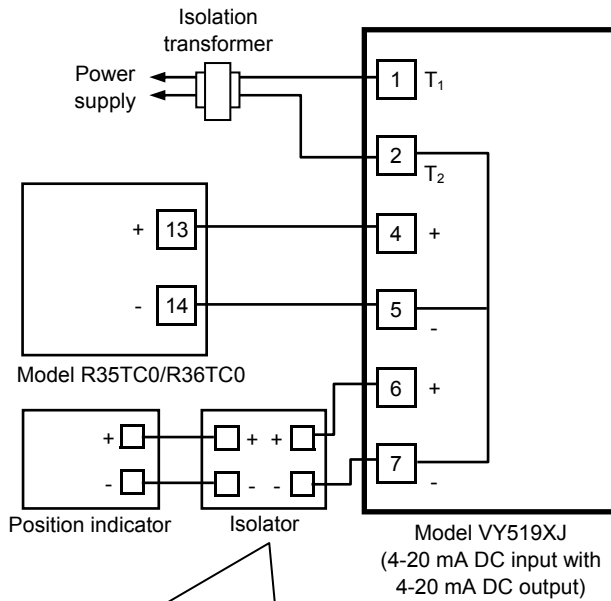 Isolation
transformer
Power
supply
1 T₁
2
T₂
+ 13
4 +
- 14
5
-
Model R35TC0/R36TC0
6 +
+ + +
- - -
7
-
Position indicator
Isolator
Model VY519XJ
(4-20 mA DC input with
4-20 mA DC output)